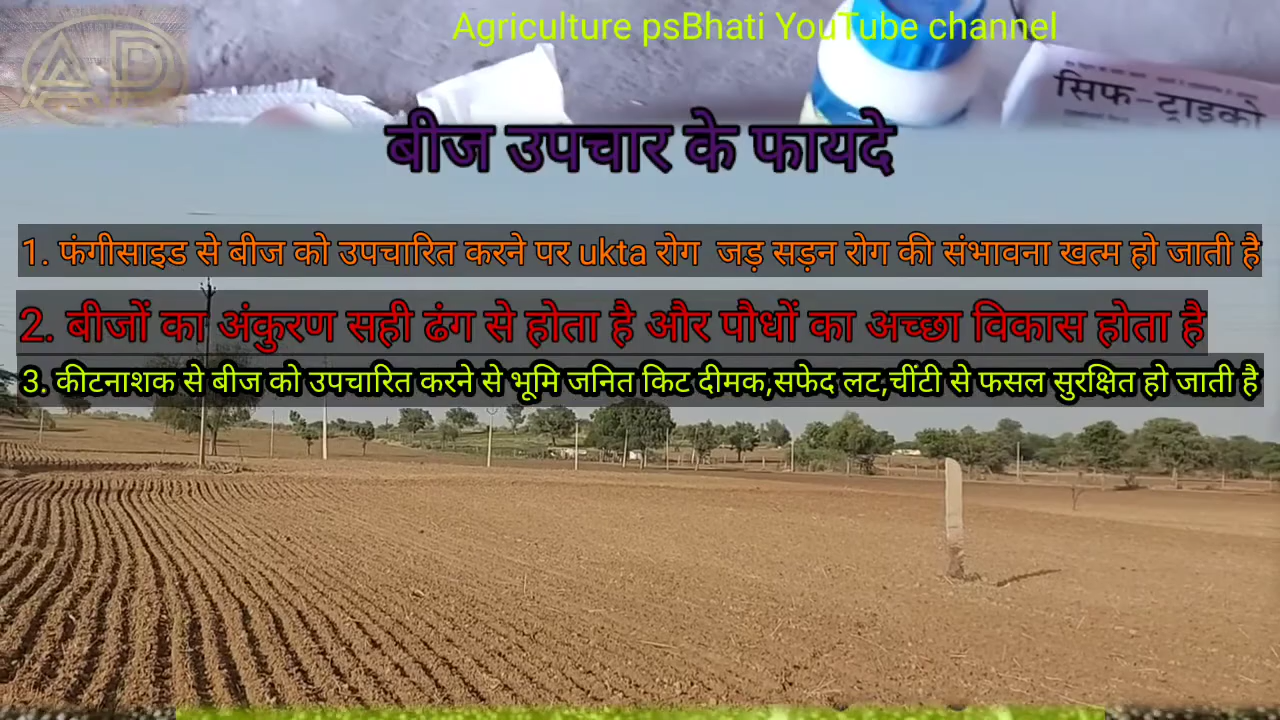 Agriculture psBhati YouTube channel
AD
सिफ-ट्राइको
बीज उपचार के फायदे
1. फंगीसाइड से बीज को उपचारित करने पर ukta रोग जड़ सड़न रोग की संभावना खत्म हो जाती है
2. बीजों का अंकुरण सही ढंग से होता है और पौधों का अच्छा विकास होता है
3. कीटनाशक से बीज को उपचारित करने से भूमि जनित किट दीमक,सफेद लट,चींटी से फसल सुरक्षित हो जाती है